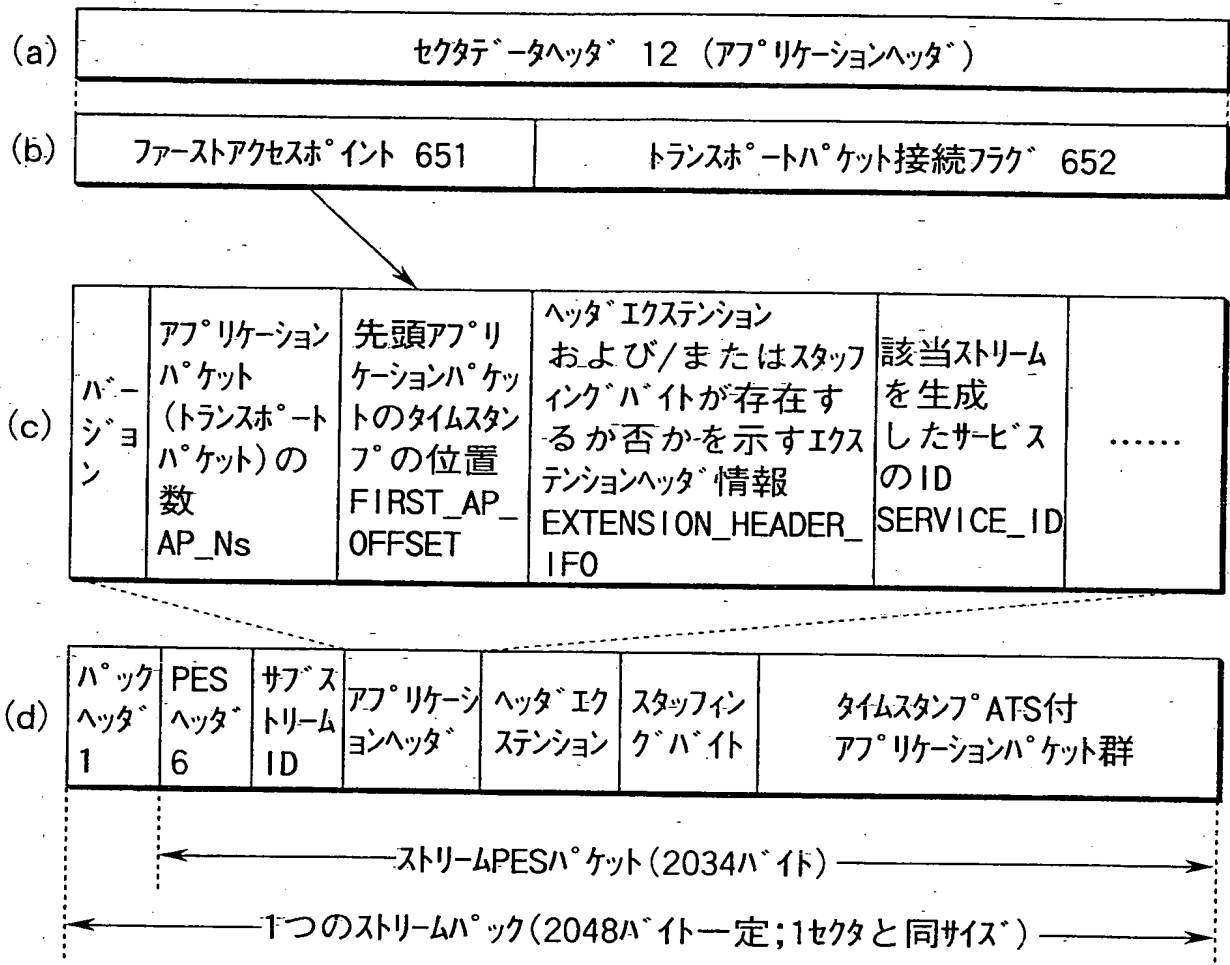 (a)
セクタデータヘッダ 12 (アプリケーションヘッダ)
(b)
ファーストアクセスポイント 651
トランスポートパケット接続フラグ 652
(c)
バージョン
アプリケーション
パケット
(トランスポート
パケット)の
数
AP_Ns
先頭アプリ
ケーションパケッ
トのタイムスタン
プの位置
FIRST_AP_
OFFSET
ヘッダエクステンション
および/またはスタッフ
ィングバイトが存在す
るか否かを示すエクス
テンションヘッダ情報
EXTENSION_HEADER_
IFO
該当ストリーム
を生成
したサービス
のID
SERVICE_ID
……
(d)
パック
ヘッダ
1
PES
ヘッダ
6
サブス
トリーム
ID
アプリケーシ
ョンヘッダ
ヘッダエク
ステンション
スタッフィン
グバイト
タイムスタンプATS付
アプリケーションパケット群
ストリームPESパケット(2034バイト)
1つのストリームパック(2048バイト一定;1セクタと同サイズ)